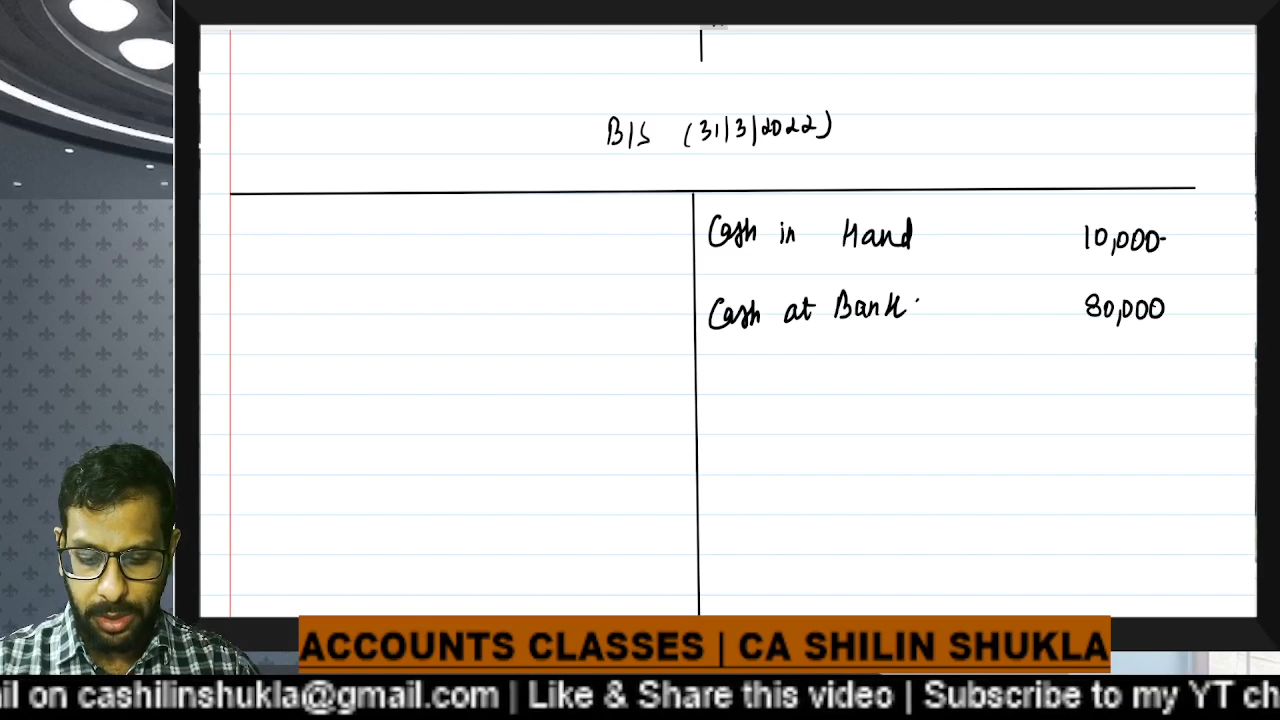 B/S (31/3/2022)
Cash in Hand 10,000
Cash at Bank 80,000
ACCOUNTS CLASSES | CA SHILIN SHUKLA
il on cashilinshukla@gmail.com | Like & Share this video | Subscribe to my YT ch